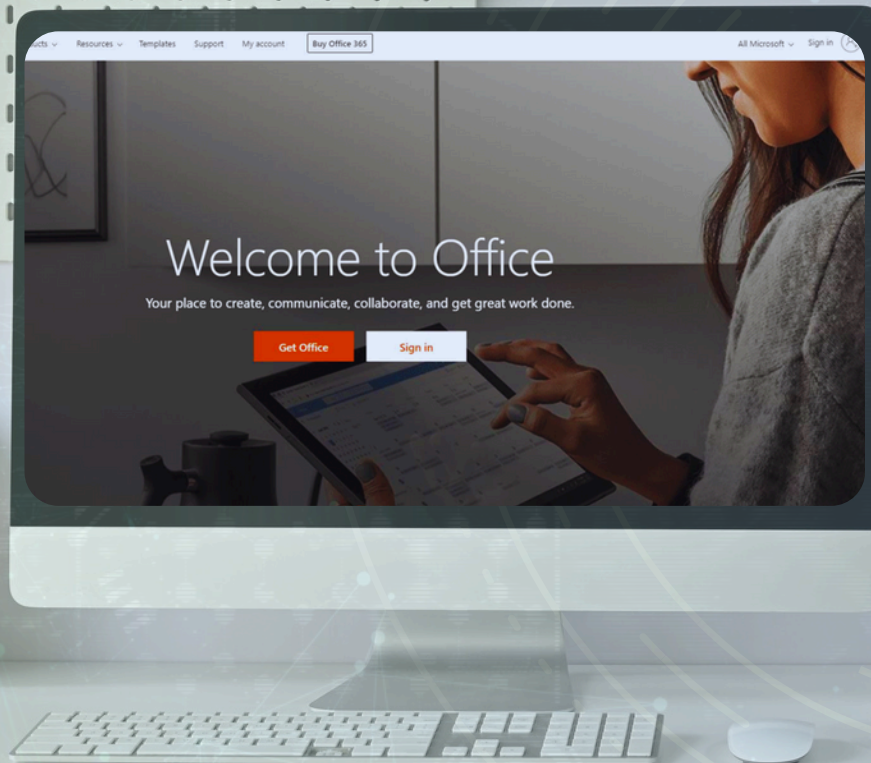 Resources
Templates
Support
My account
Buy Office 365
All Microsoft
Sign in
Welcome to Office
Your place to create, communicate, collaborate, and get great work done.
Get Office
Sign in